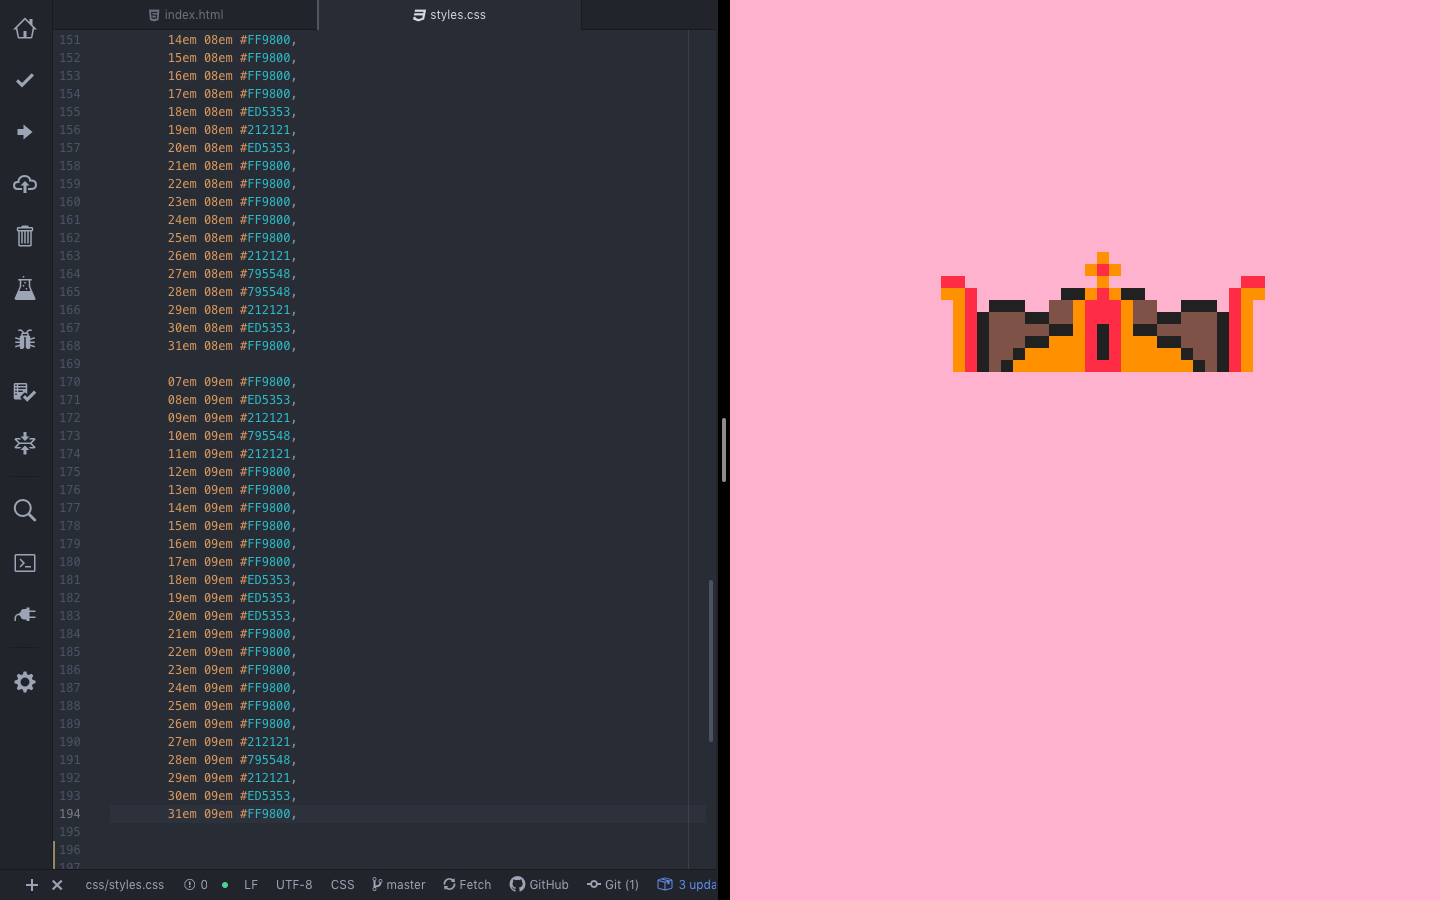 index.html
styles.css
151 14em 08em #FF9800,
152 15em 08em #FF9800,
153 16em 08em #FF9800,
154 17em 08em #FF9800,
155 18em 08em #ED5353,
156 19em 08em #212121,
157 20em 08em #ED5353,
158 21em 08em #FF9800,
159 22em 08em #FF9800,
160 23em 08em #FF9800,
161 24em 08em #FF9800,
162 25em 08em #FF9800,
163 26em 08em #212121,
164 27em 08em #795548,
165 28em 08em #795548,
166 29em 08em #212121,
167 30em 08em #ED5353,
168 31em 08em #FF9800,
169
170 07em 09em #FF9800,
171 08em 09em #ED5353,
172 09em 09em #212121,
173 10em 09em #795548,
174 11em 09em #212121,
175 12em 09em #FF9800,
176 13em 09em #FF9800,
177 14em 09em #FF9800,
178 15em 09em #FF9800,
179 16em 09em #FF9800,
180 17em 09em #FF9800,
181 18em 09em #ED5353,
182 19em 09em #ED5353,
183 20em 09em #ED5353,
184 21em 09em #FF9800,
185 22em 09em #FF9800,
186 23em 09em #FF9800,
187 24em 09em #FF9800,
188 25em 09em #FF9800,
189 26em 09em #FF9800,
190 27em 09em #212121,
191 28em 09em #795548,
192 29em 09em #212121,
193 30em 09em #ED5353,
194 31em 09em #FF9800,
195
196
197
css/styles.css 0 LF UTF-8 CSS master Fetch GitHub Git (1) 3 upda